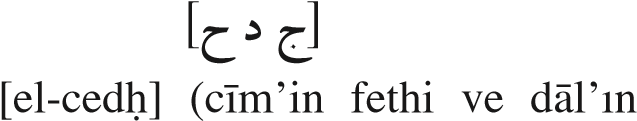 [ج د ح]
[el-cedḥ] (cīm’in fethi ve dāl’ın